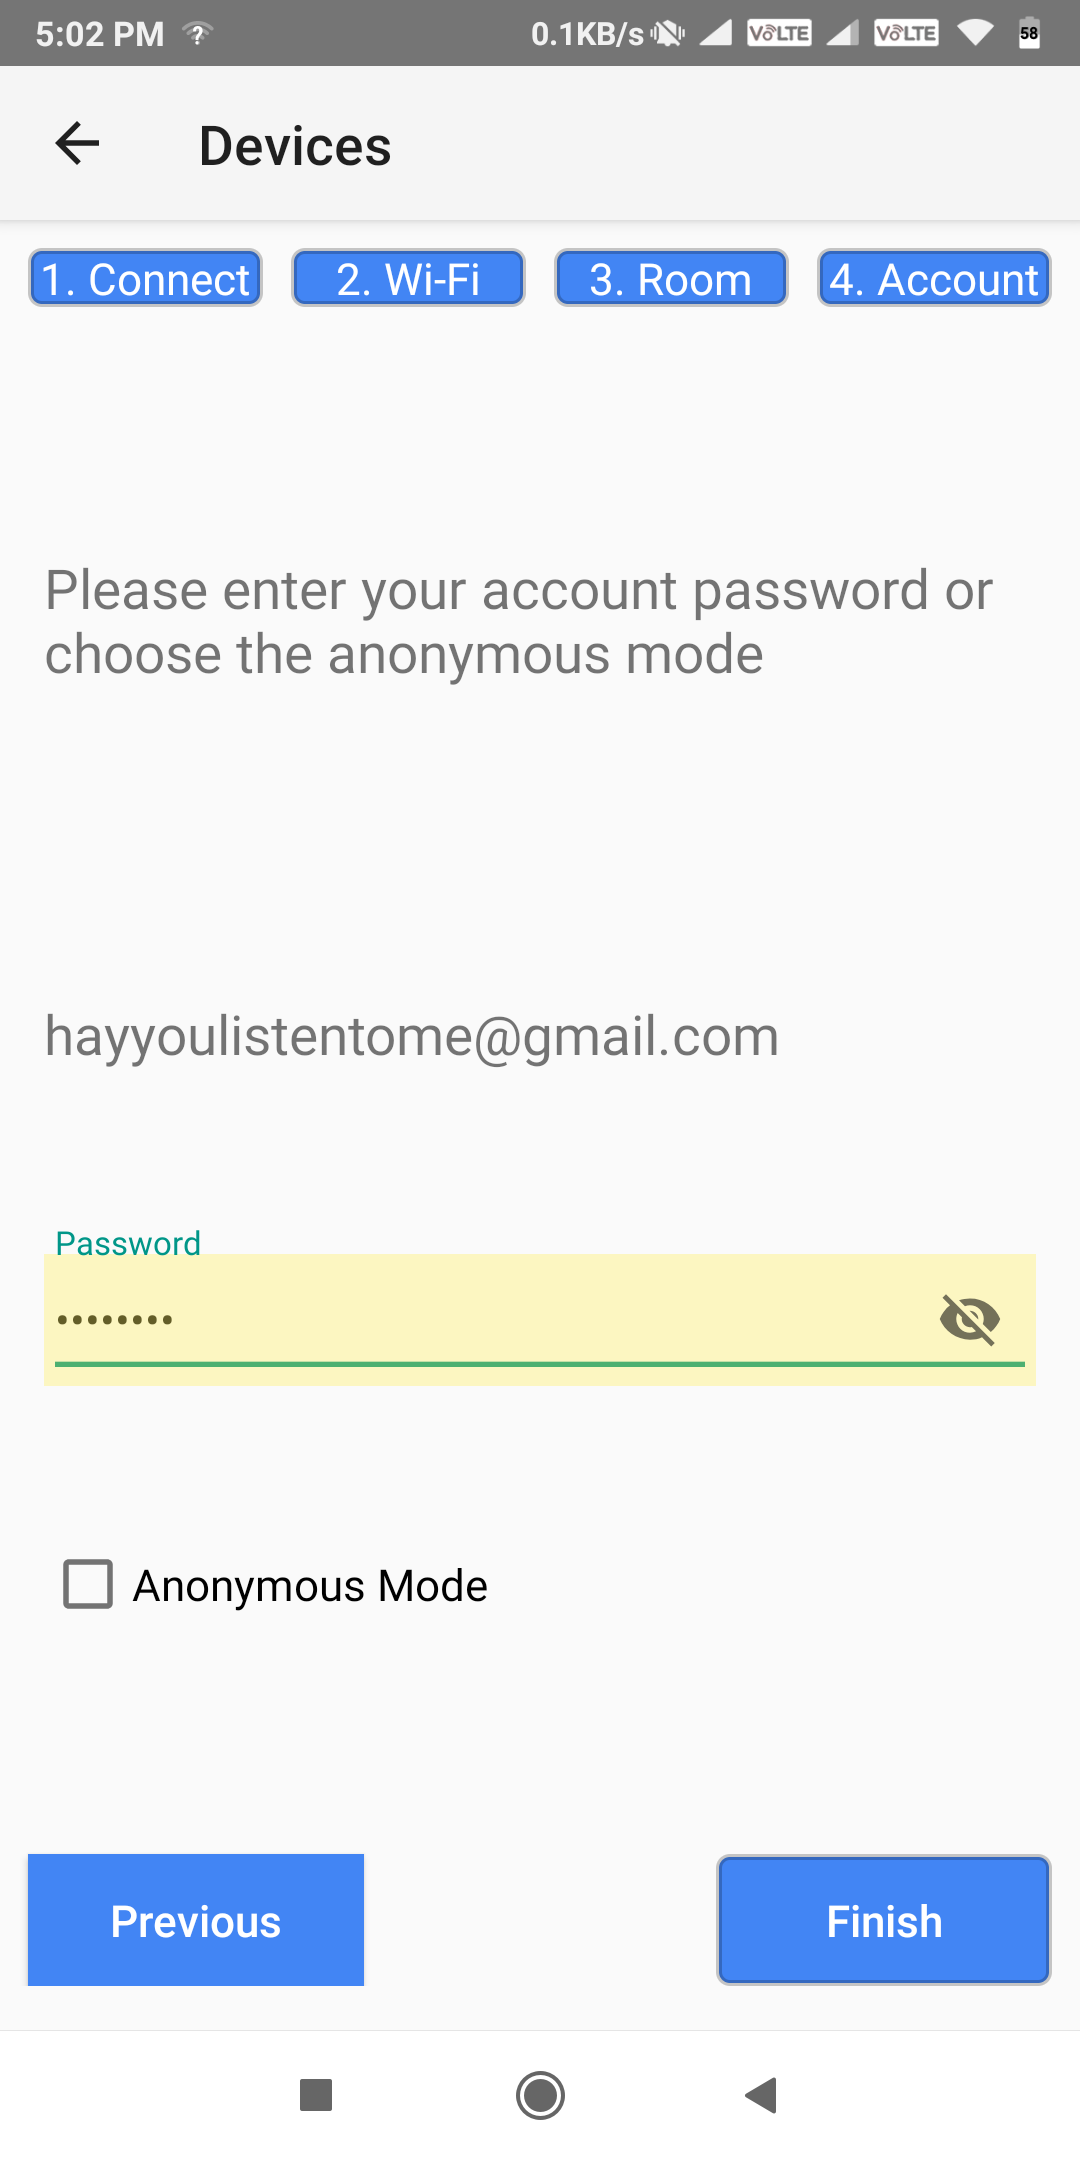 5:02 PM ? 0.1KB/s VoLTE VoLTE 58
Devices
1. Connect 2. Wi-Fi 3. Room 4. Account
Please enter your account password or
choose the anonymous mode
hayyoulistentome@gmail.com
Password
••••••••
Anonymous Mode
Previous Finish